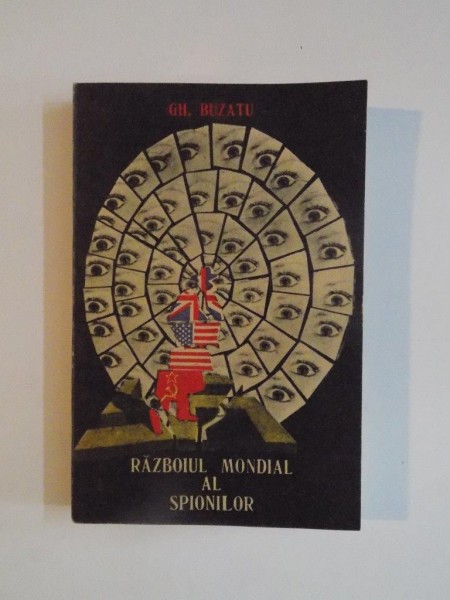 GH. BUZATU
RĂZBOIUL MONDIAL
AL
SPIONILOR